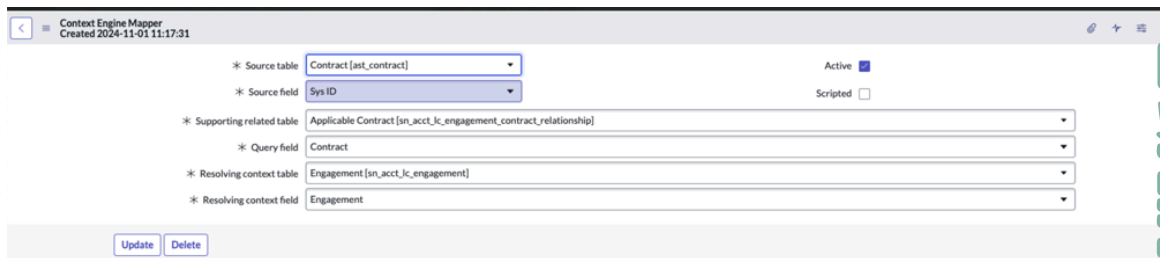 Context Engine Mapper
Created 2024-11-01 11:17:31
* Source table Contract [ast_contract] Active
* Source field Sys ID Scripted
* Supporting related table Applicable Contract [sn_acct_lc_engagement_contract_relationship]
* Query field Contract
* Resolving context table Engagement [sn_acct_lc_engagement]
* Resolving context field Engagement
Update Delete